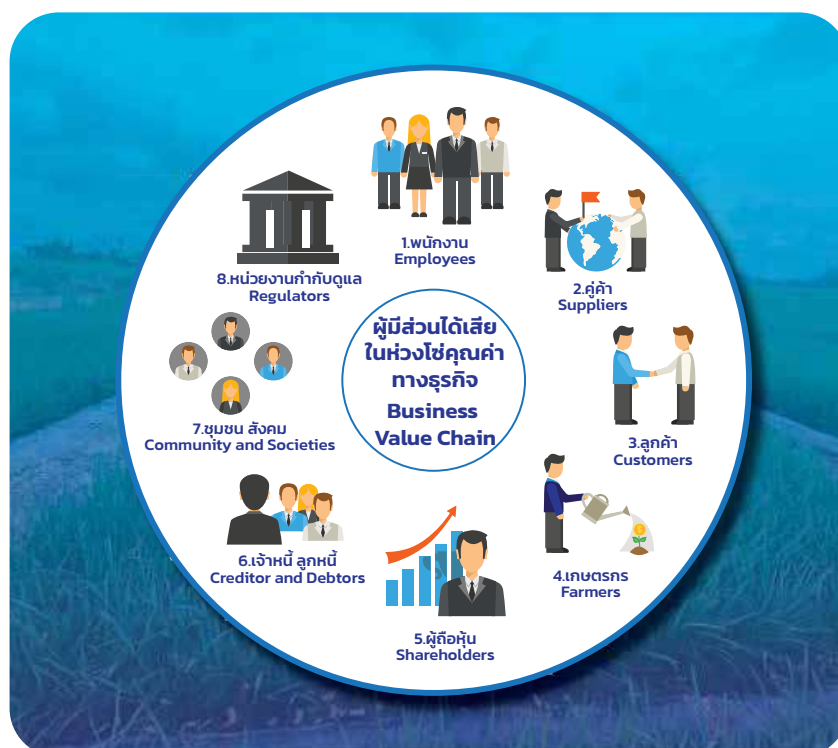 1.พนักงาน
Employees
2.คู่ค้า
Suppliers
3.ลูกค้า
Customers
4.เกษตรกร
Farmers
5.ผู้ถือหุ้น
Shareholders
6.เจ้าหนี้ ลูกหนี้
Creditor and Debtors
7.ชุมชน สังคม
Community and Societies
8.หน่วยงานกำกับดูแล
Regulators
ผู้มีส่วนได้เสีย
ในห่วงโซ่คุณค่า
ทางธุรกิจ
Business
Value Chain